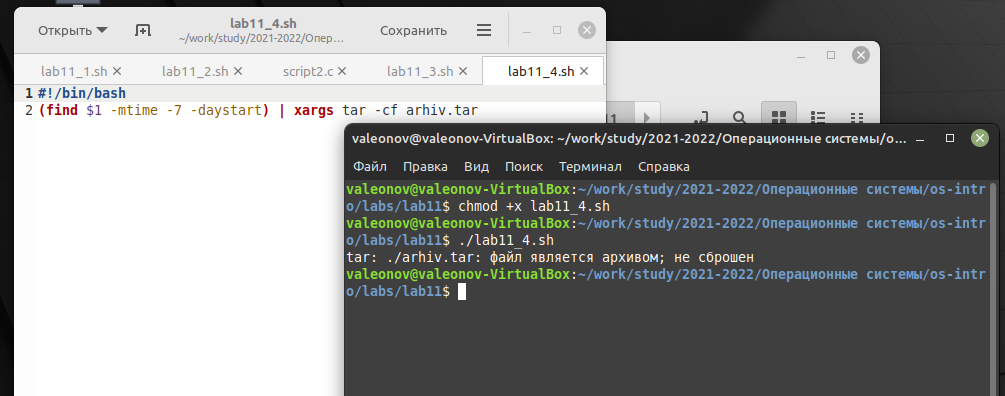 Открыть
lab11_4.sh
~/work/study/2021-2022/Опер…
Сохранить
lab11_1.sh
lab11_2.sh
script2.c
lab11_3.sh
lab11_4.sh
1 #!/bin/bash
2 (find $1 -mtime -7 -daystart) | xargs tar -cf arhiv.tar
11
valeonov@valeonov-VirtualBox: ~/work/study/2021-2022/Операционные системы/o…
Файл Правка Вид Поиск Терминал Справка
valeonov@valeonov-VirtualBox:~/work/study/2021-2022/Операционные системы/os-intr
o/labs/lab11$ chmod +x lab11_4.sh
valeonov@valeonov-VirtualBox:~/work/study/2021-2022/Операционные системы/os-intr
o/labs/lab11$ ./lab11_4.sh
tar: ./arhiv.tar: файл является архивом; не сброшен
valeonov@valeonov-VirtualBox:~/work/study/2021-2022/Операционные системы/os-intr
o/labs/lab11$